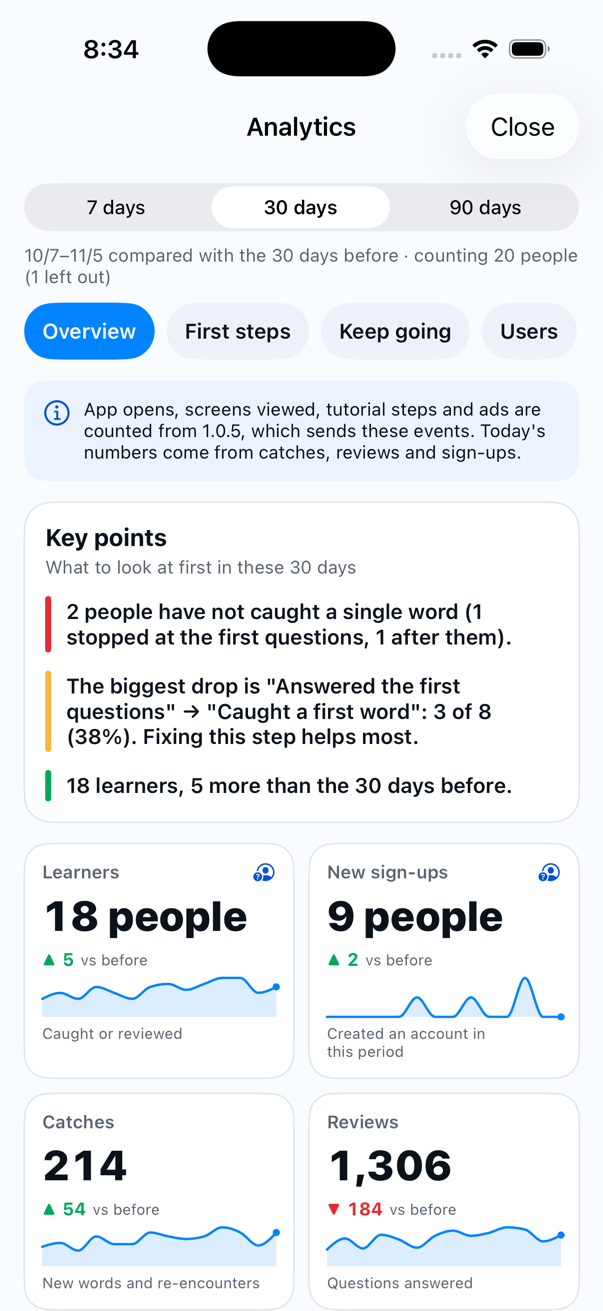 8:34
Analytics
Close
7 days
30 days
90 days
10/7–11/5 compared with the 30 days before · counting 20 people
(1 left out)
Overview
First steps
Keep going
Users
App opens, screens viewed, tutorial steps and ads are
counted from 1.0.5, which sends these events. Today's
numbers come from catches, reviews and sign-ups.
Key points
What to look at first in these 30 days
2 people have not caught a single word (1
stopped at the first questions, 1 after them).
The biggest drop is "Answered the first
questions" → "Caught a first word": 3 of 8
(38%). Fixing this step helps most.
18 learners, 5 more than the 30 days before.
Learners
18 people
▲ 5 vs before
Caught or reviewed
New sign-ups
9 people
▲ 2 vs before
Created an account in
this period
Catches
214
▲ 54 vs before
New words and re-encounters
Reviews
1,306
▼ 184 vs before
Questions answered